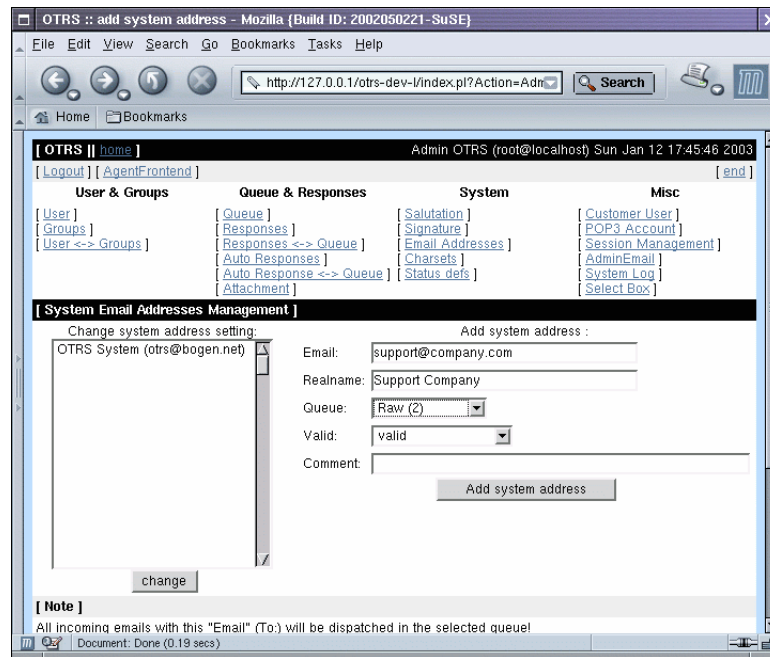 OTRS :: add system address - Mozilla {Build ID: 2002050221-SuSE}
File Edit View Search Go Bookmarks Tasks Help
http://127.0.0.1/otrs-dev-l/index.pl?Action=Adm Search
Home Bookmarks
[ OTRS || home ] Admin OTRS (root@localhost) Sun Jan 12 17:45:46 2003
[ Logout ] [ AgentFrontend ] [ end ]
User & Groups Queue & Responses System Misc
[ User ] [ Queue ] [ Salutation ] [ Customer User ]
[ Groups ] [ Responses ] [ Signature ] [ POP3 Account ]
[ User <-> Groups ] [ Responses <-> Queue ] [ Email Addresses ] [ Session Management ]
[ Auto Responses ] [ Charsets ] [ AdminEmail ]
[ Auto Response <-> Queue ] [ Status defs ] [ System Log ]
[ Attachment ] [ Select Box ]
[ System Email Addresses Management ]
Change system address setting: Add system address :
OTRS System (otrs@bogen.net) Email: support@company.com
Realname: Support Company
Queue: Raw (2)
Valid: valid
Comment:
Add system address
change
[ Note ]
All incoming emails with this "Email" (To:) will be dispatched in the selected queue!
Document: Done (0.19 secs)